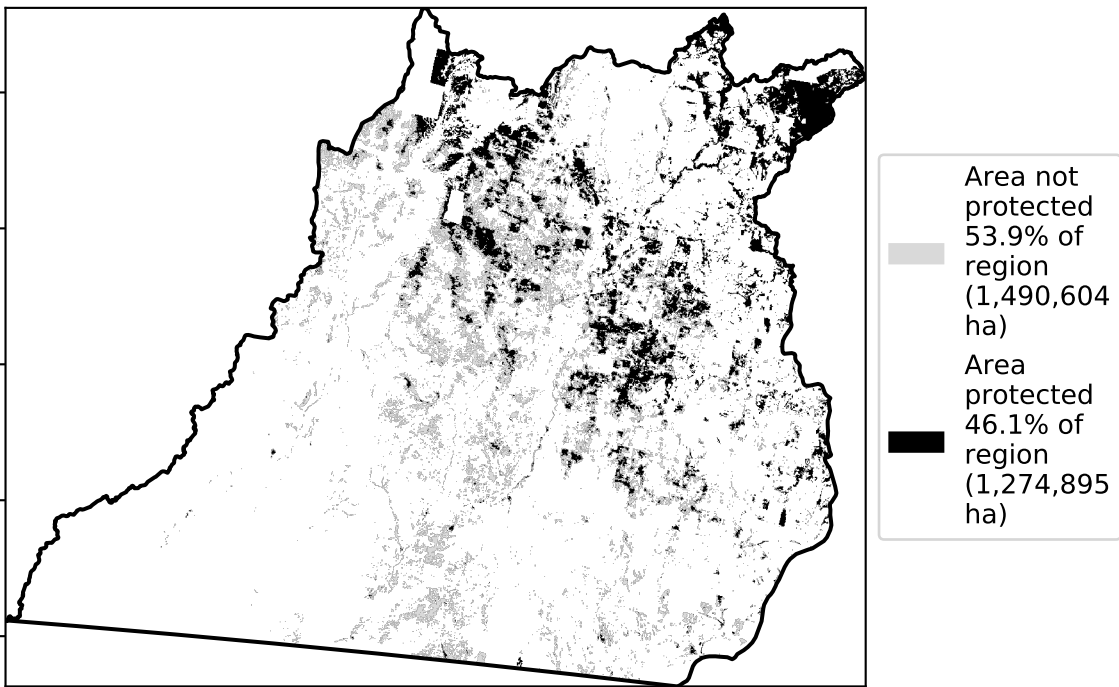 Area not
protected
53.9% of
region
(1,490,604
ha)
Area
protected
46.1% of
region
(1,274,895
ha)